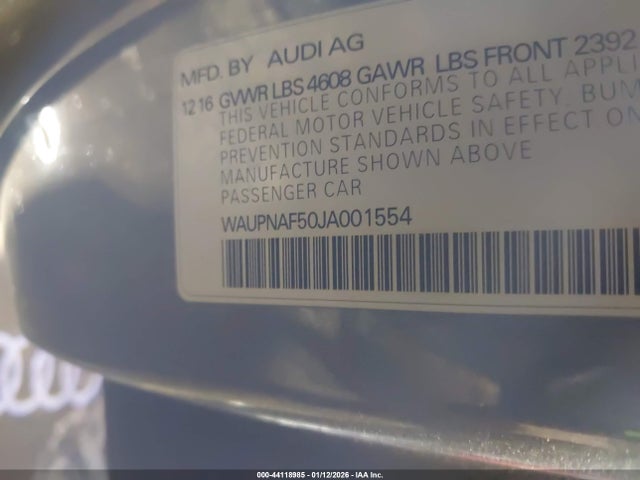 MFD. BY AUDI AG
12 16 GVWR LBS 4608 GAWR LBS FRONT 2392
THIS VEHICLE CONFORMS TO ALL APPLI
FEDERAL MOTOR VEHICLE SAFETY, BUM
PREVENTION STANDARDS IN EFFECT ON
MANUFACTURE SHOWN ABOVE
PASSENGER CAR
WAUPNAF50JA001554
000-44118985 - 01/12/2026 - IAA Inc.